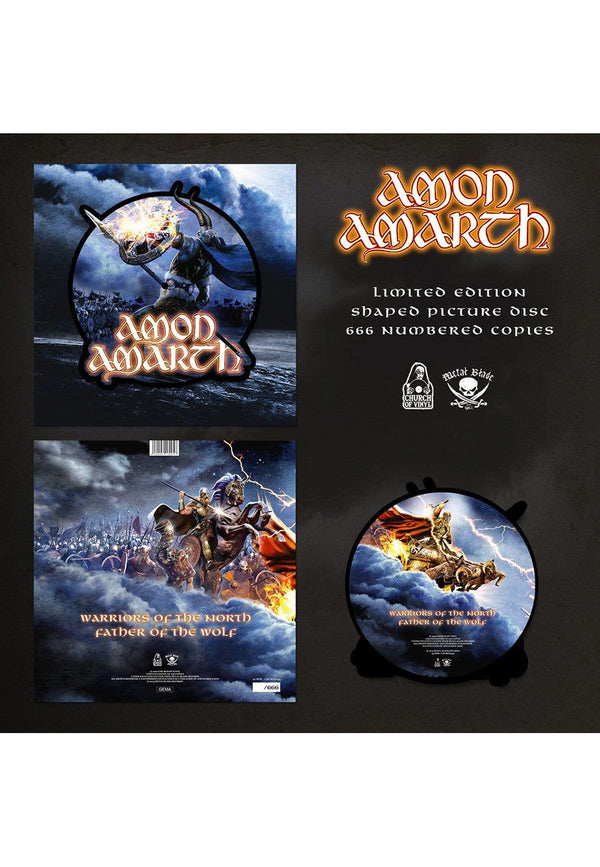 AMON
AMARTH
AMON
AMARTH
LIMITED EDITION
SHAPED PICTURE DISC
666 NUMBERED COPIES
CHURCH
OF VINYL
Metal Blade
WARRIORS OF THE NORTH
FATHER OF THE WOLF
GEMA
/666
WARRIORS OF THE NORTH
FATHER OF THE WOLF